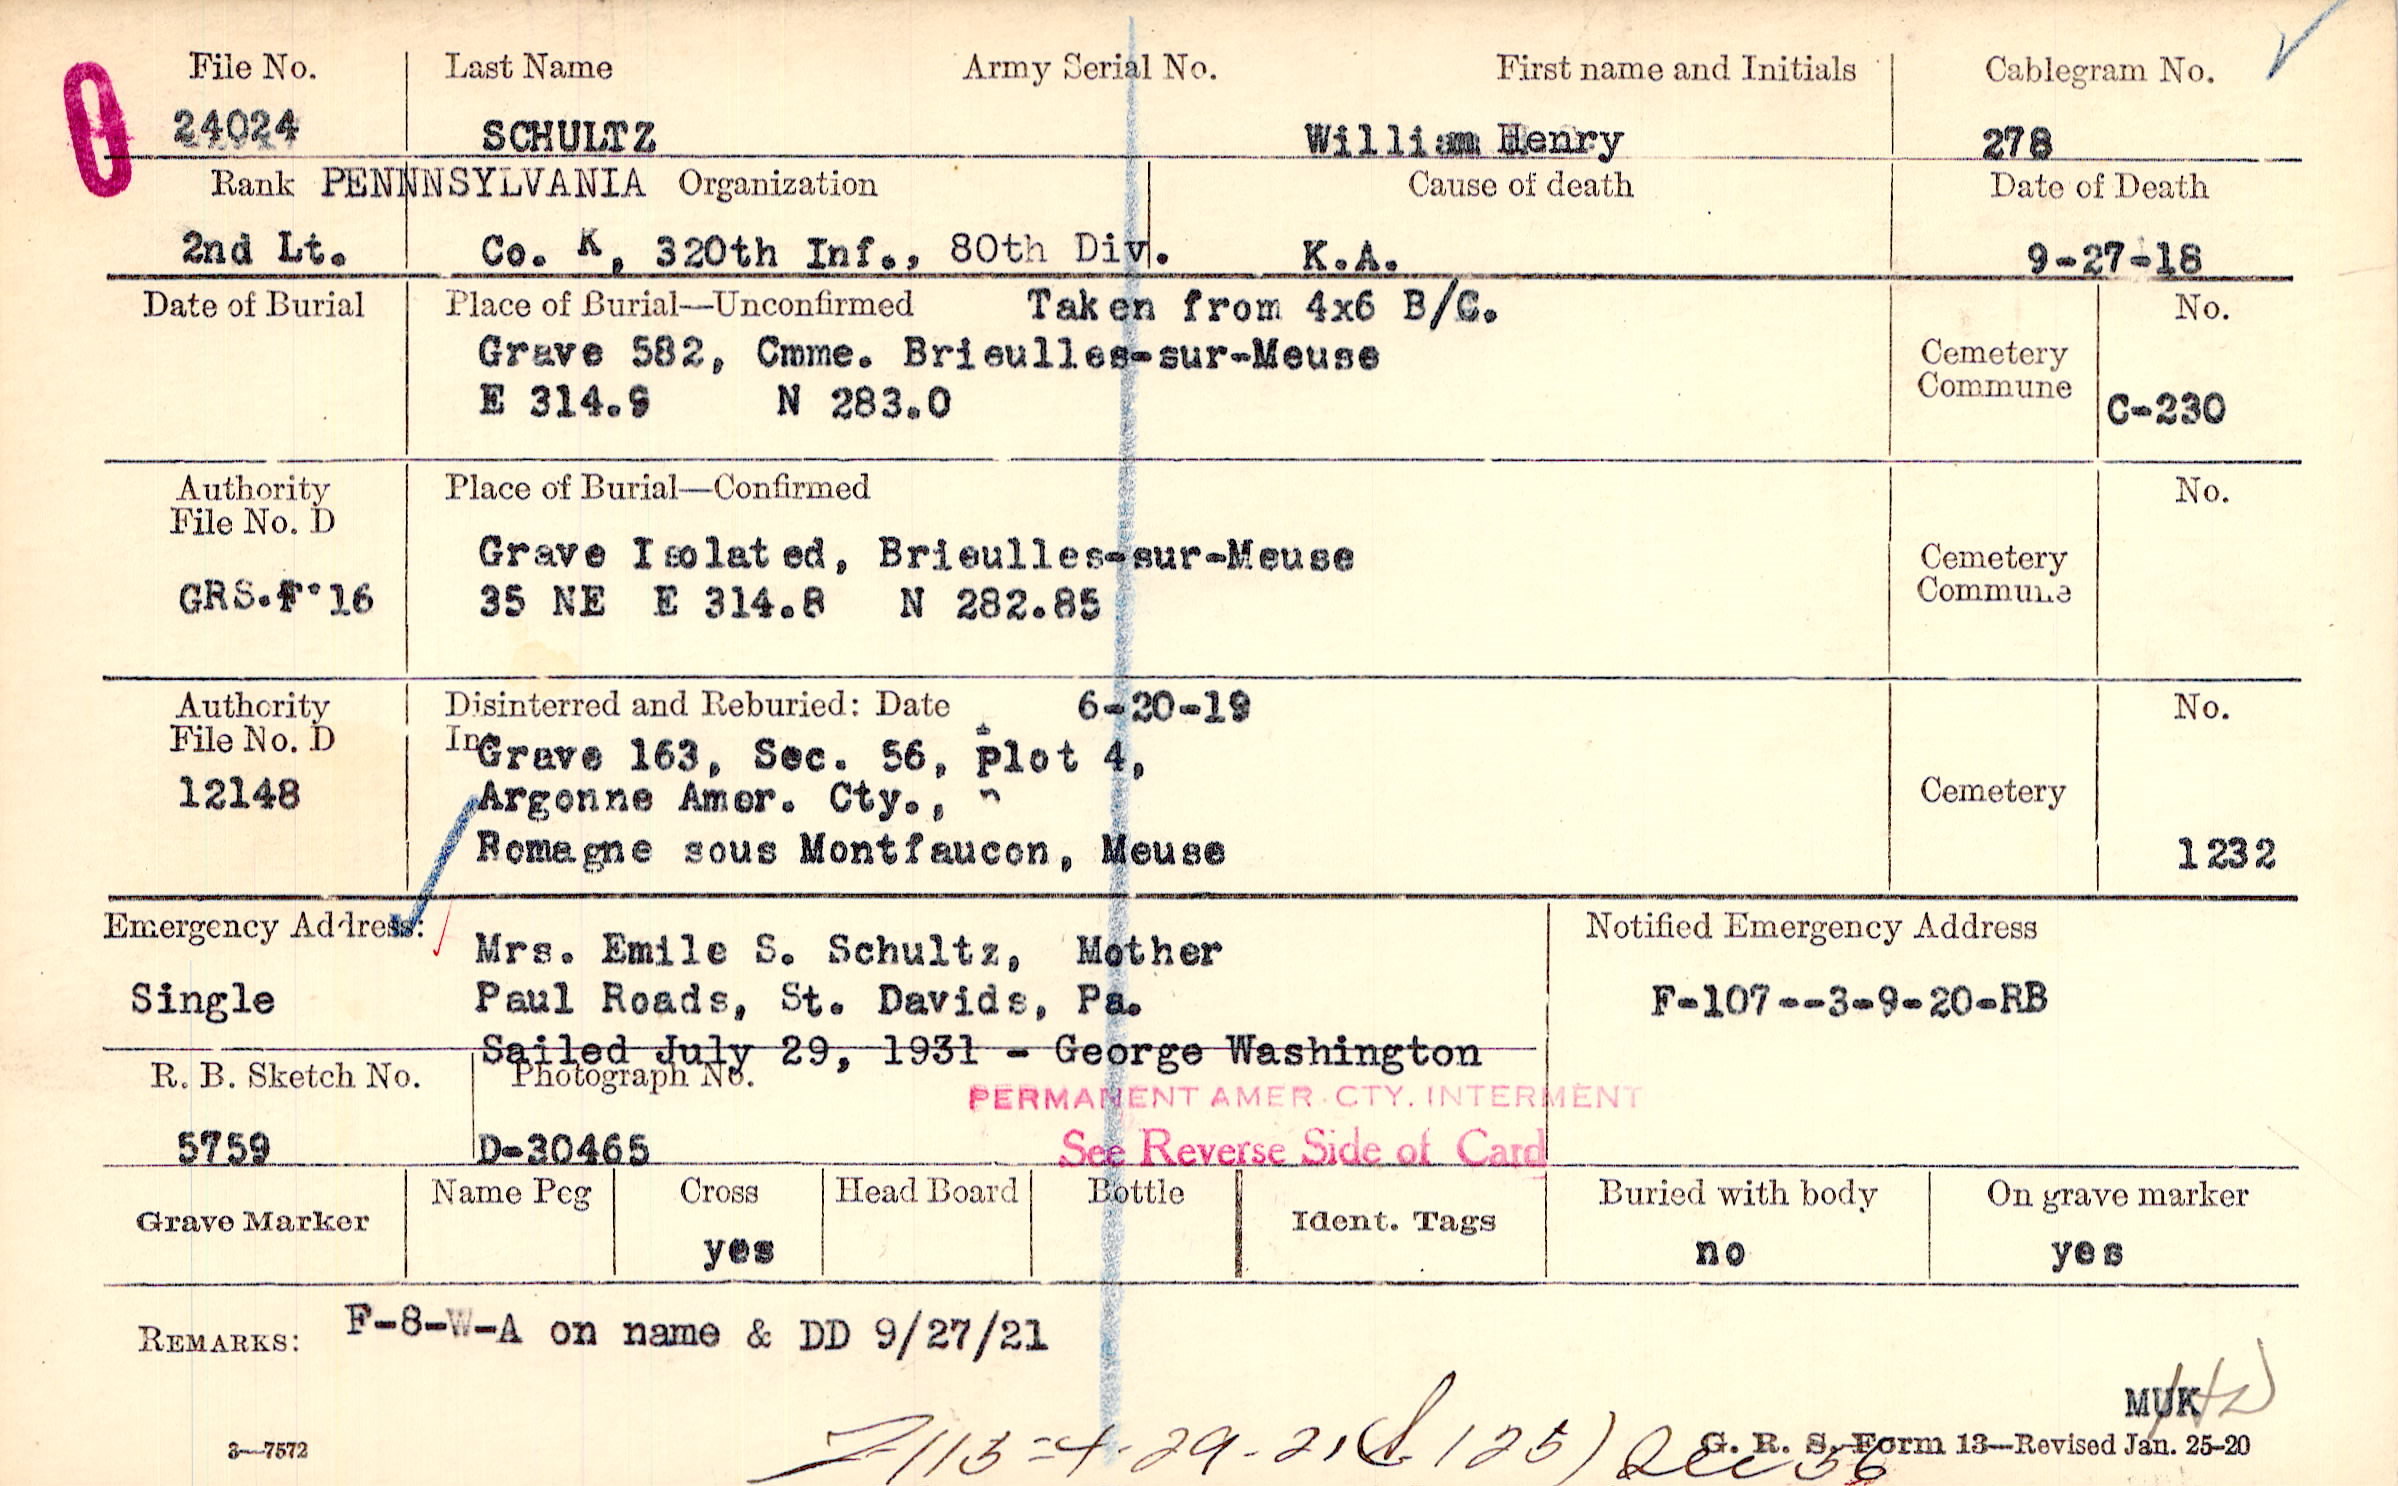 File No. Last Name Army Serial No. First name and Initials Cablegram No.
24024 SCHULTZ William Henry 278
Rank PENNNSYLVANIA Organization Cause of death Date of Death
2nd Lt. Co. K, 320th Inf., 80th Div. K.A. 9-27-18
Date of Burial Place of Burial—Unconfirmed Taken from 4x6 B/C. No.
Grave 582, Cmme. Brieulles-sur-Meuse Cemetery
E 314.9 N 283.0 Commune C-230
Authority Place of Burial—Confirmed No.
File No. D
Grave Isolated, Brieulles-sur-Meuse Cemetery
GRS. 16 35 NE E 314.8 N 282.85 Commune
Authority Disinterred and Reburied: Date 6-20-19 No.
File No. D In Grave 163, Sec. 56, plot 4,
12148 Argonne Amer. Cty., Cemetery
Romagne sous Montfaucon, Meuse 1232
Emergency Address: Notified Emergency Address
Mrs. Emile S. Schultz, Mother
Single Paul Roads, St. Davids, Pa. F-107--3-9-20-RB
Sailed July 29, 1931 - George Washington
R. B. Sketch No. Photograph No.
PERMANENT AMER. CTY. INTERMENT
5759 D-30465 See Reverse Side of Card
Grave Marker Name Peg Cross Head Board Bottle Ident. Tags Buried with body On grave marker
yes no yes
REMARKS: F-8-W-A on name & DD 9/27/21
MUK
3—7572 G. R. S. Form 13—Revised Jan. 25-20